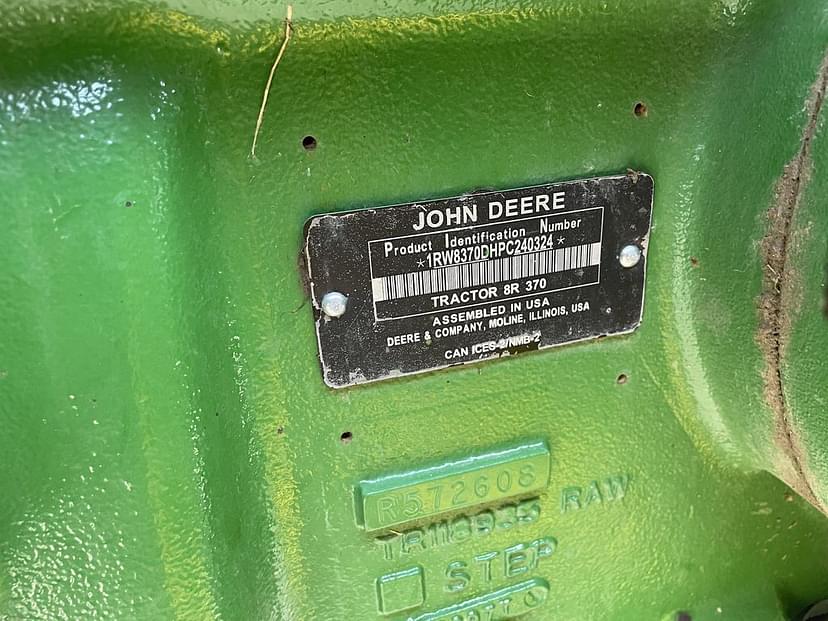 JOHN DEERE
Product Identification Number
*1RW8370DHPC240324*
TRACTOR 8R 370
ASSEMBLED IN USA
DEERE & COMPANY, MOLINE, ILLINOIS, USA
CAN ICES-2/NMB-2
R572608
RAW
STEP